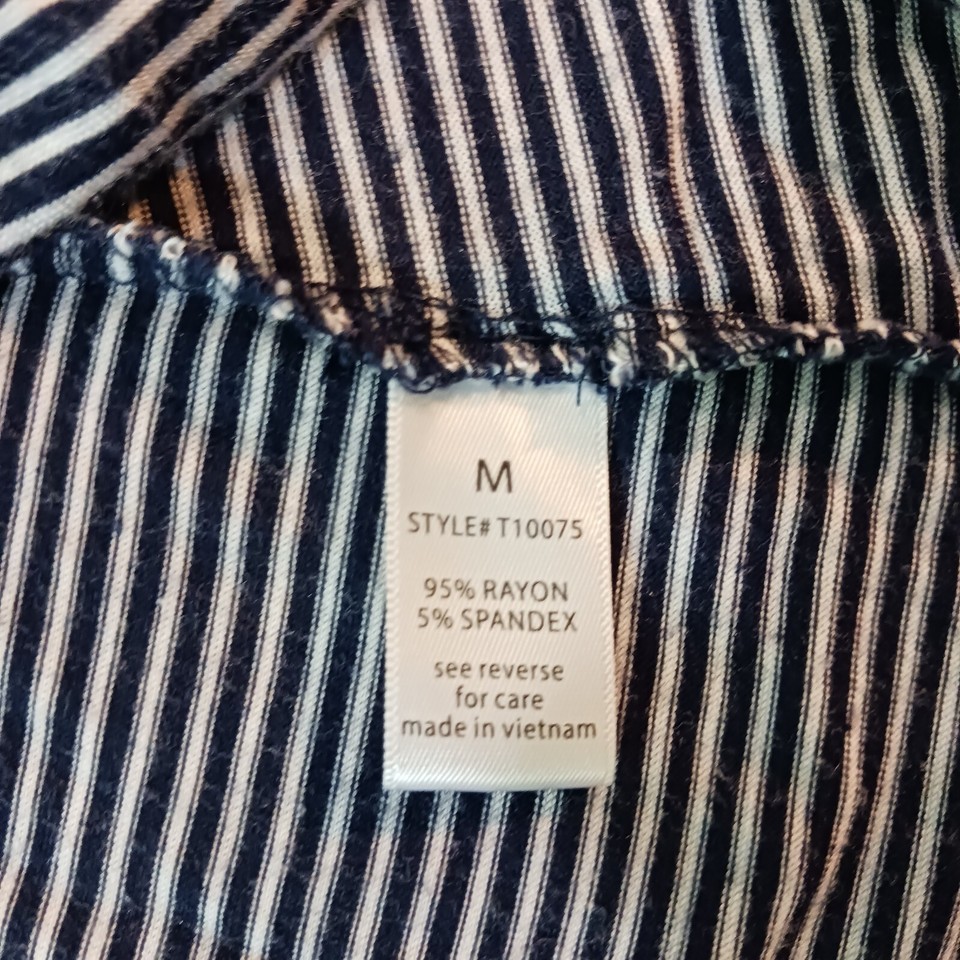 M
STYLE# T10075
95% RAYON
5% SPANDEX
see reverse
for care
made in vietnam